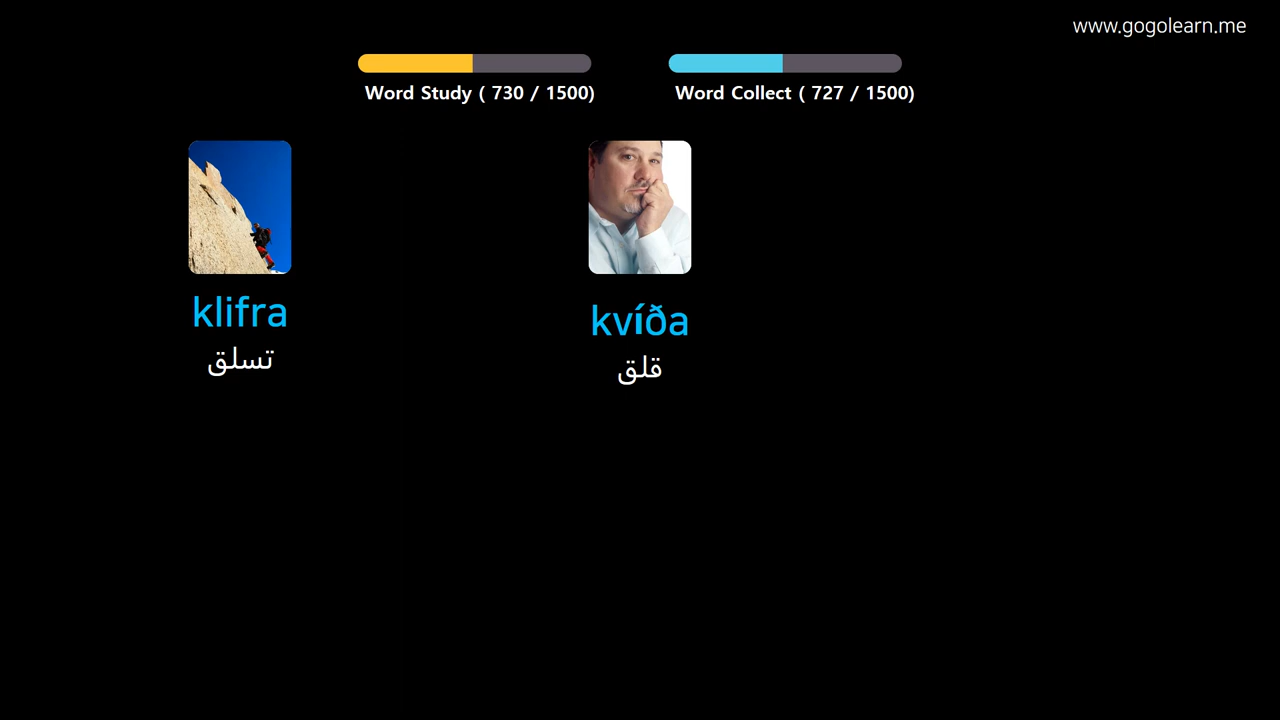 www.gogolearn.me
Word Study ( 730 / 1500)
Word Collect ( 727 / 1500)
klifra
تسلق
kvíða
قلق